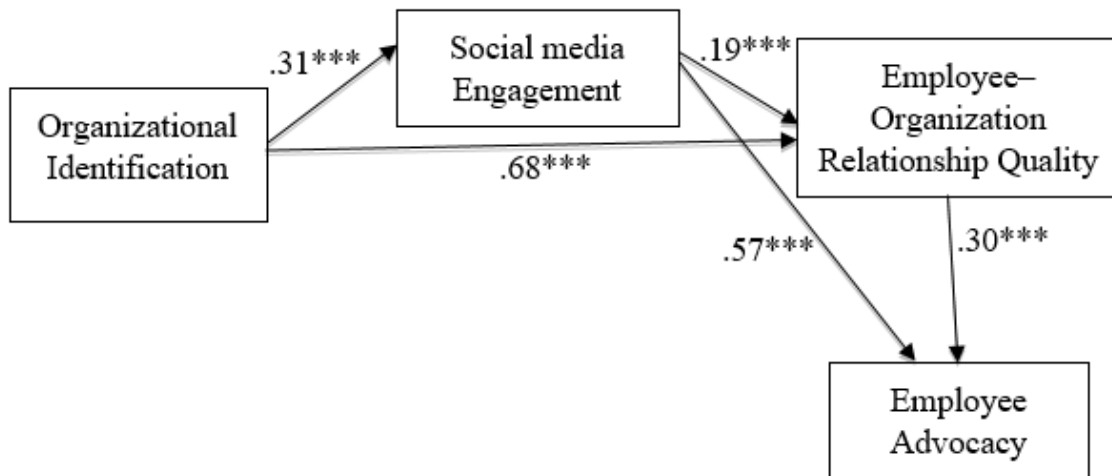 Social media
Engagement
.31***
.19***
Employee–
Organization
Relationship Quality
Organizational
Identification
.68***
.57***
.30***
Employee
Advocacy